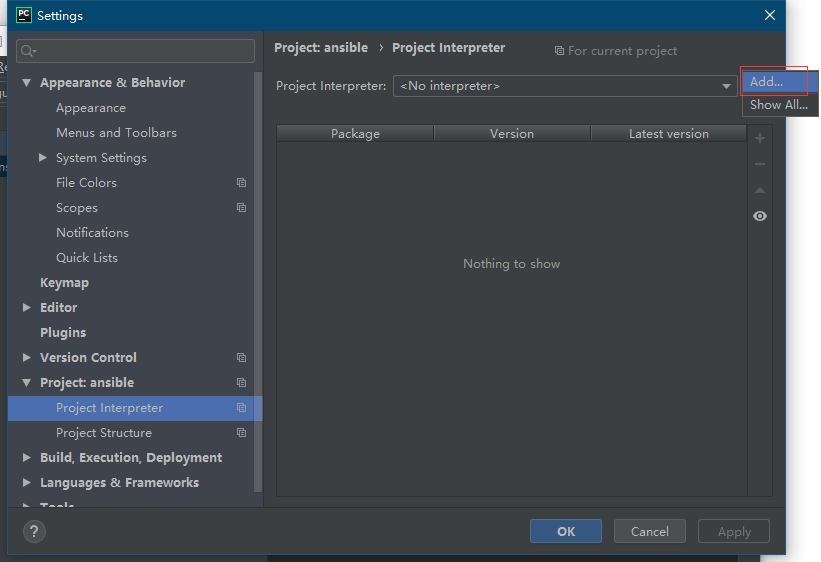 PC Settings
Project: ansible › Project Interpreter For current project
Appearance & Behavior
Appearance
Menus and Toolbars
System Settings
File Colors
Scopes
Notifications
Quick Lists
Keymap
Editor
Plugins
Version Control
Project: ansible
Project Interpreter
Project Structure
Build, Execution, Deployment
Languages & Frameworks
Tools
Project Interpreter: <No interpreter>
Add...
Show All...
Package Version Latest version
Nothing to show
? OK Cancel Apply